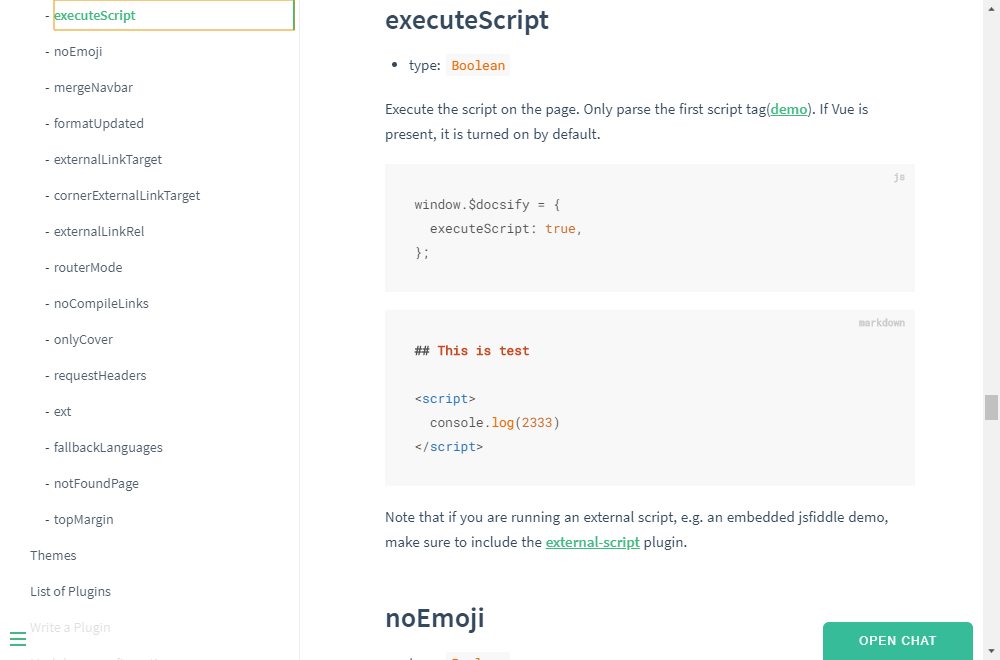 - executeScript
- noEmoji
- mergeNavbar
- formatUpdated
- externalLinkTarget
- cornerExternalLinkTarget
- externalLinkRel
- routerMode
- noCompileLinks
- onlyCover
- requestHeaders
- ext
- fallbackLanguages
- notFoundPage
- topMargin
Themes
List of Plugins
Write a Plugin
executeScript
• type: Boolean
Execute the script on the page. Only parse the first script tag(demo). If Vue is
present, it is turned on by default.
js
window.$docsify = {
  executeScript: true,
};
markdown
## This is test
<script>
  console.log(2333)
</script>
Note that if you are running an external script, e.g. an embedded jsfiddle demo,
make sure to include the external-script plugin.
noEmoji
OPEN CHAT